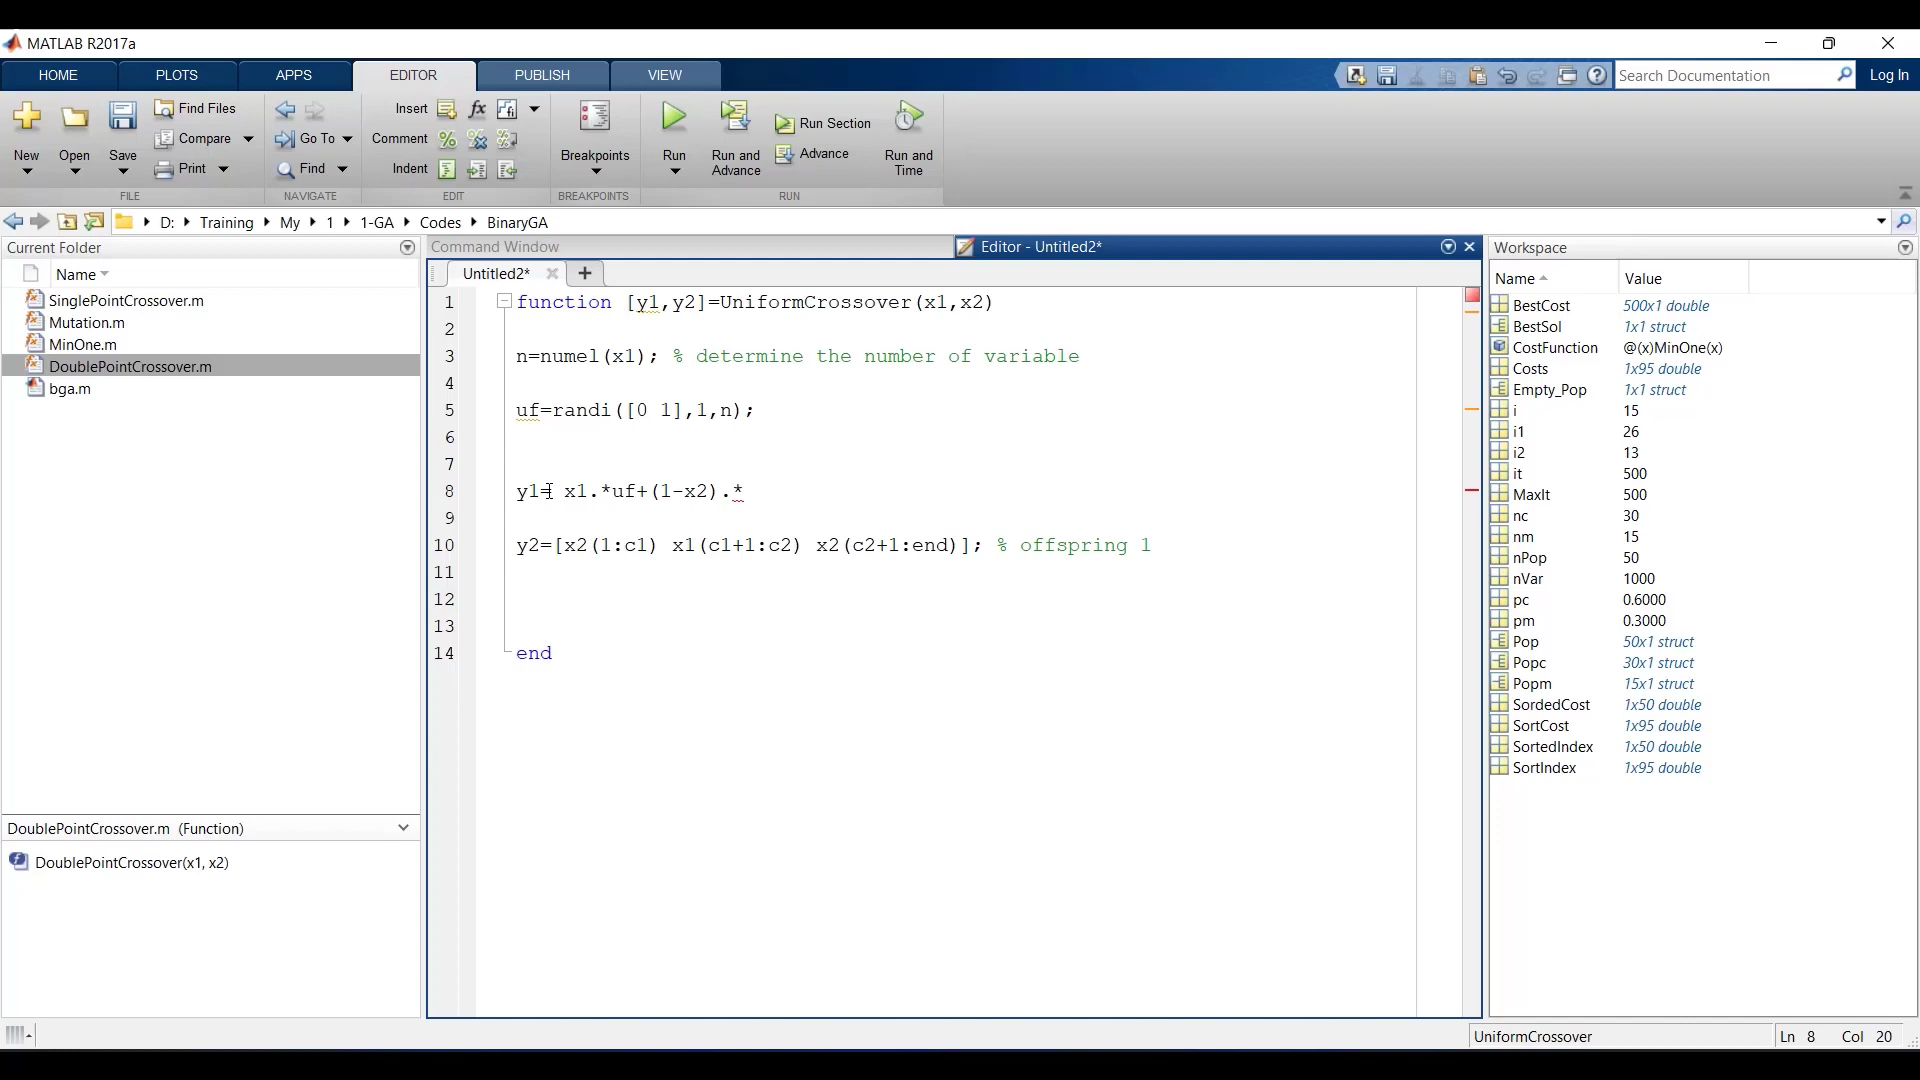 MATLAB R2017a
HOME PLOTS APPS EDITOR PUBLISH VIEW Search Documentation Log In
New Open Save Find Files Compare Print FILE
Go To Find NAVIGATE
Insert fx Comment Indent EDIT
Breakpoints BREAKPOINTS
Run Run and Advance Run Section Advance Run and Time RUN
D: Training My 1 1-GA Codes BinaryGA
Current Folder
Name
SinglePointCrossover.m
Mutation.m
MinOne.m
DoublePointCrossover.m
bga.m
DoublePointCrossover.m (Function)
DoublePointCrossover(x1, x2)
Command Window
Editor - Untitled2*
Untitled2* +
1 function [y1,y2]=UniformCrossover(x1,x2)
2
3 n=numel(x1); % determine the number of variable
4
5 uf=randi([0 1],1,n);
6
7
8 y1= x1.*uf+(1-x2).*
9
10 y2=[x2(1:c1) x1(c1+1:c2) x2(c2+1:end)]; % offspring 1
11
12
13
14 end
Workspace
Name Value
BestCost 500x1 double
BestSol 1x1 struct
CostFunction @(x)MinOne(x)
Costs 1x95 double
Empty_Pop 1x1 struct
i 15
i1 26
i2 13
it 500
MaxIt 500
nc 30
nm 15
nPop 50
nVar 1000
pc 0.6000
pm 0.3000
Pop 50x1 struct
Popc 30x1 struct
Popm 15x1 struct
SordedCost 1x50 double
SortCost 1x95 double
SortedIndex 1x50 double
SortIndex 1x95 double
UniformCrossover Ln 8 Col 20